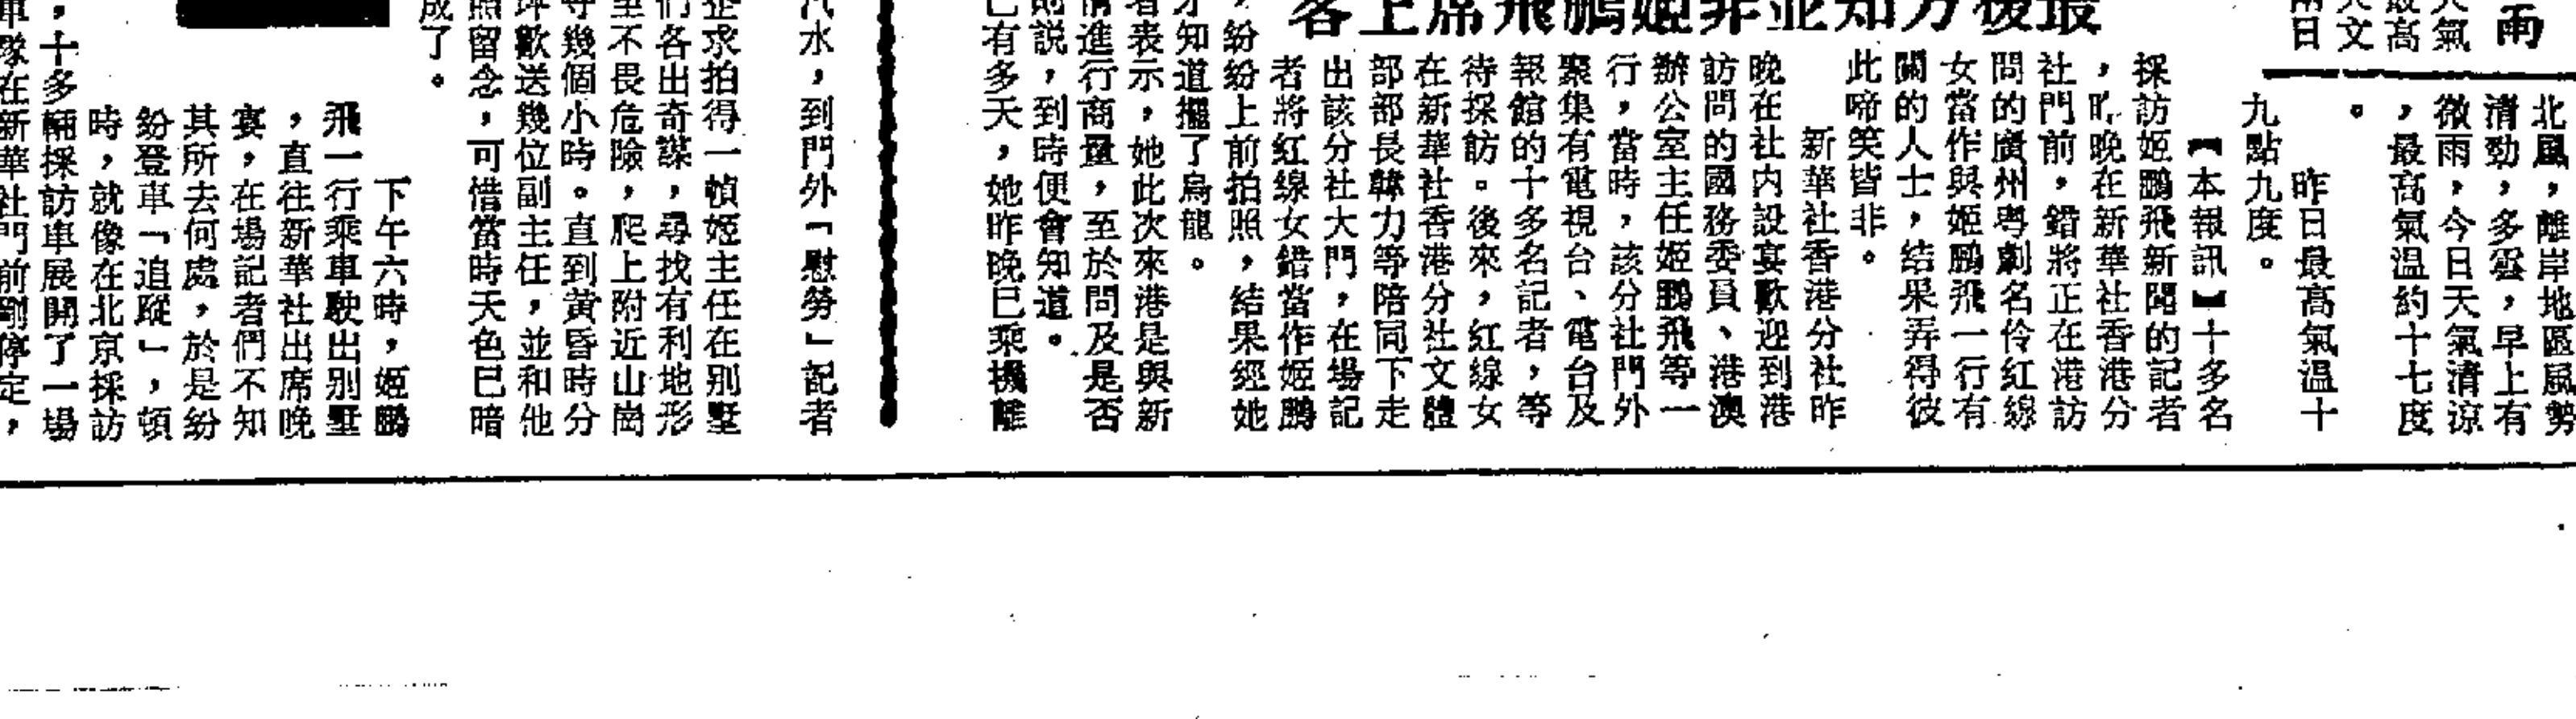 雨
天氣
最高
天文
兩日
北風，離岸地區風勢
清勁，多雲，早上有
微雨，今日天氣清涼
，最高氣溫約十七度
。
昨日最高氣溫十
九點九度。
最後方知並非姬鵬飛席上客
【本報訊】十多名
採訪姬鵬飛新聞的記者
，昨晚在新華社香港分
社門前，錯將正在港訪
問的廣州粵劇名伶紅線
女當作與姬鵬飛一行有
關的人士，結果弄得彼
此啼笑皆非。
新華社香港分社昨
晚在社內設宴歡迎到港
訪問的國務委員、港澳
辦公室主任姬鵬飛等一
行，當時，該分社門外
聚集有電視台、電台及
報館的十多名記者，等
待採訪。後來，紅線女
在新華社香港分社文體
部部長韓力等陪同下走
出該分社大門，在場記
者將紅線女錯當作姬鵬
，紛紛上前拍照，結果經她
才知道擺了烏龍。
者表示，她此次來港是與新
情進行商量，至於問及是否
的說，到時便會知道。
已有多天，她昨晚已乘機離
汽水，到門外「慰勞」記者
企求拍得一幀姬主任在別墅
們各出奇謀，尋找有利地形
至不畏危險，爬上附近山崗
等幾個小時。直到黃昏時分
坪歡送幾位副主任，並和他
照留念，可惜當時天色已暗
成了。
下午六時，姬鵬
飛一行乘車駛出別墅
，直往新華社出席晚
宴，在場記者們不知
其所去何處，於是紛
紛登車「追蹤」，頓
時，就像在北京採訪
，十多輛採訪車展開了一場
車隊在新華社門前剛停定，